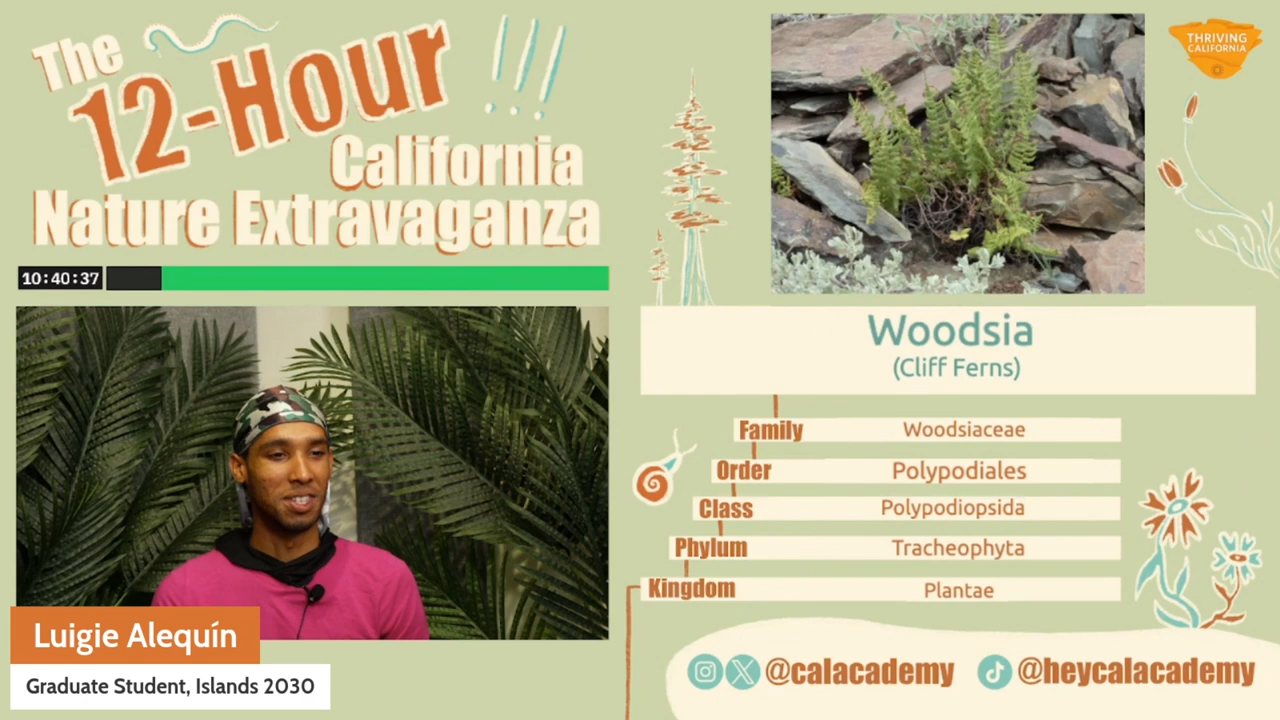 The
12-Hour
!!!
California
Nature Extravaganza
10:40:37
THRIVING
CALIFORNIA
Woodsia
(Cliff Ferns)
Family Woodsiaceae
Order Polypodiales
Class Polypodiopsida
Phylum Tracheophyta
Kingdom Plantae
Luigie Alequín
Graduate Student, Islands 2030
@calacademy @heycalacademy